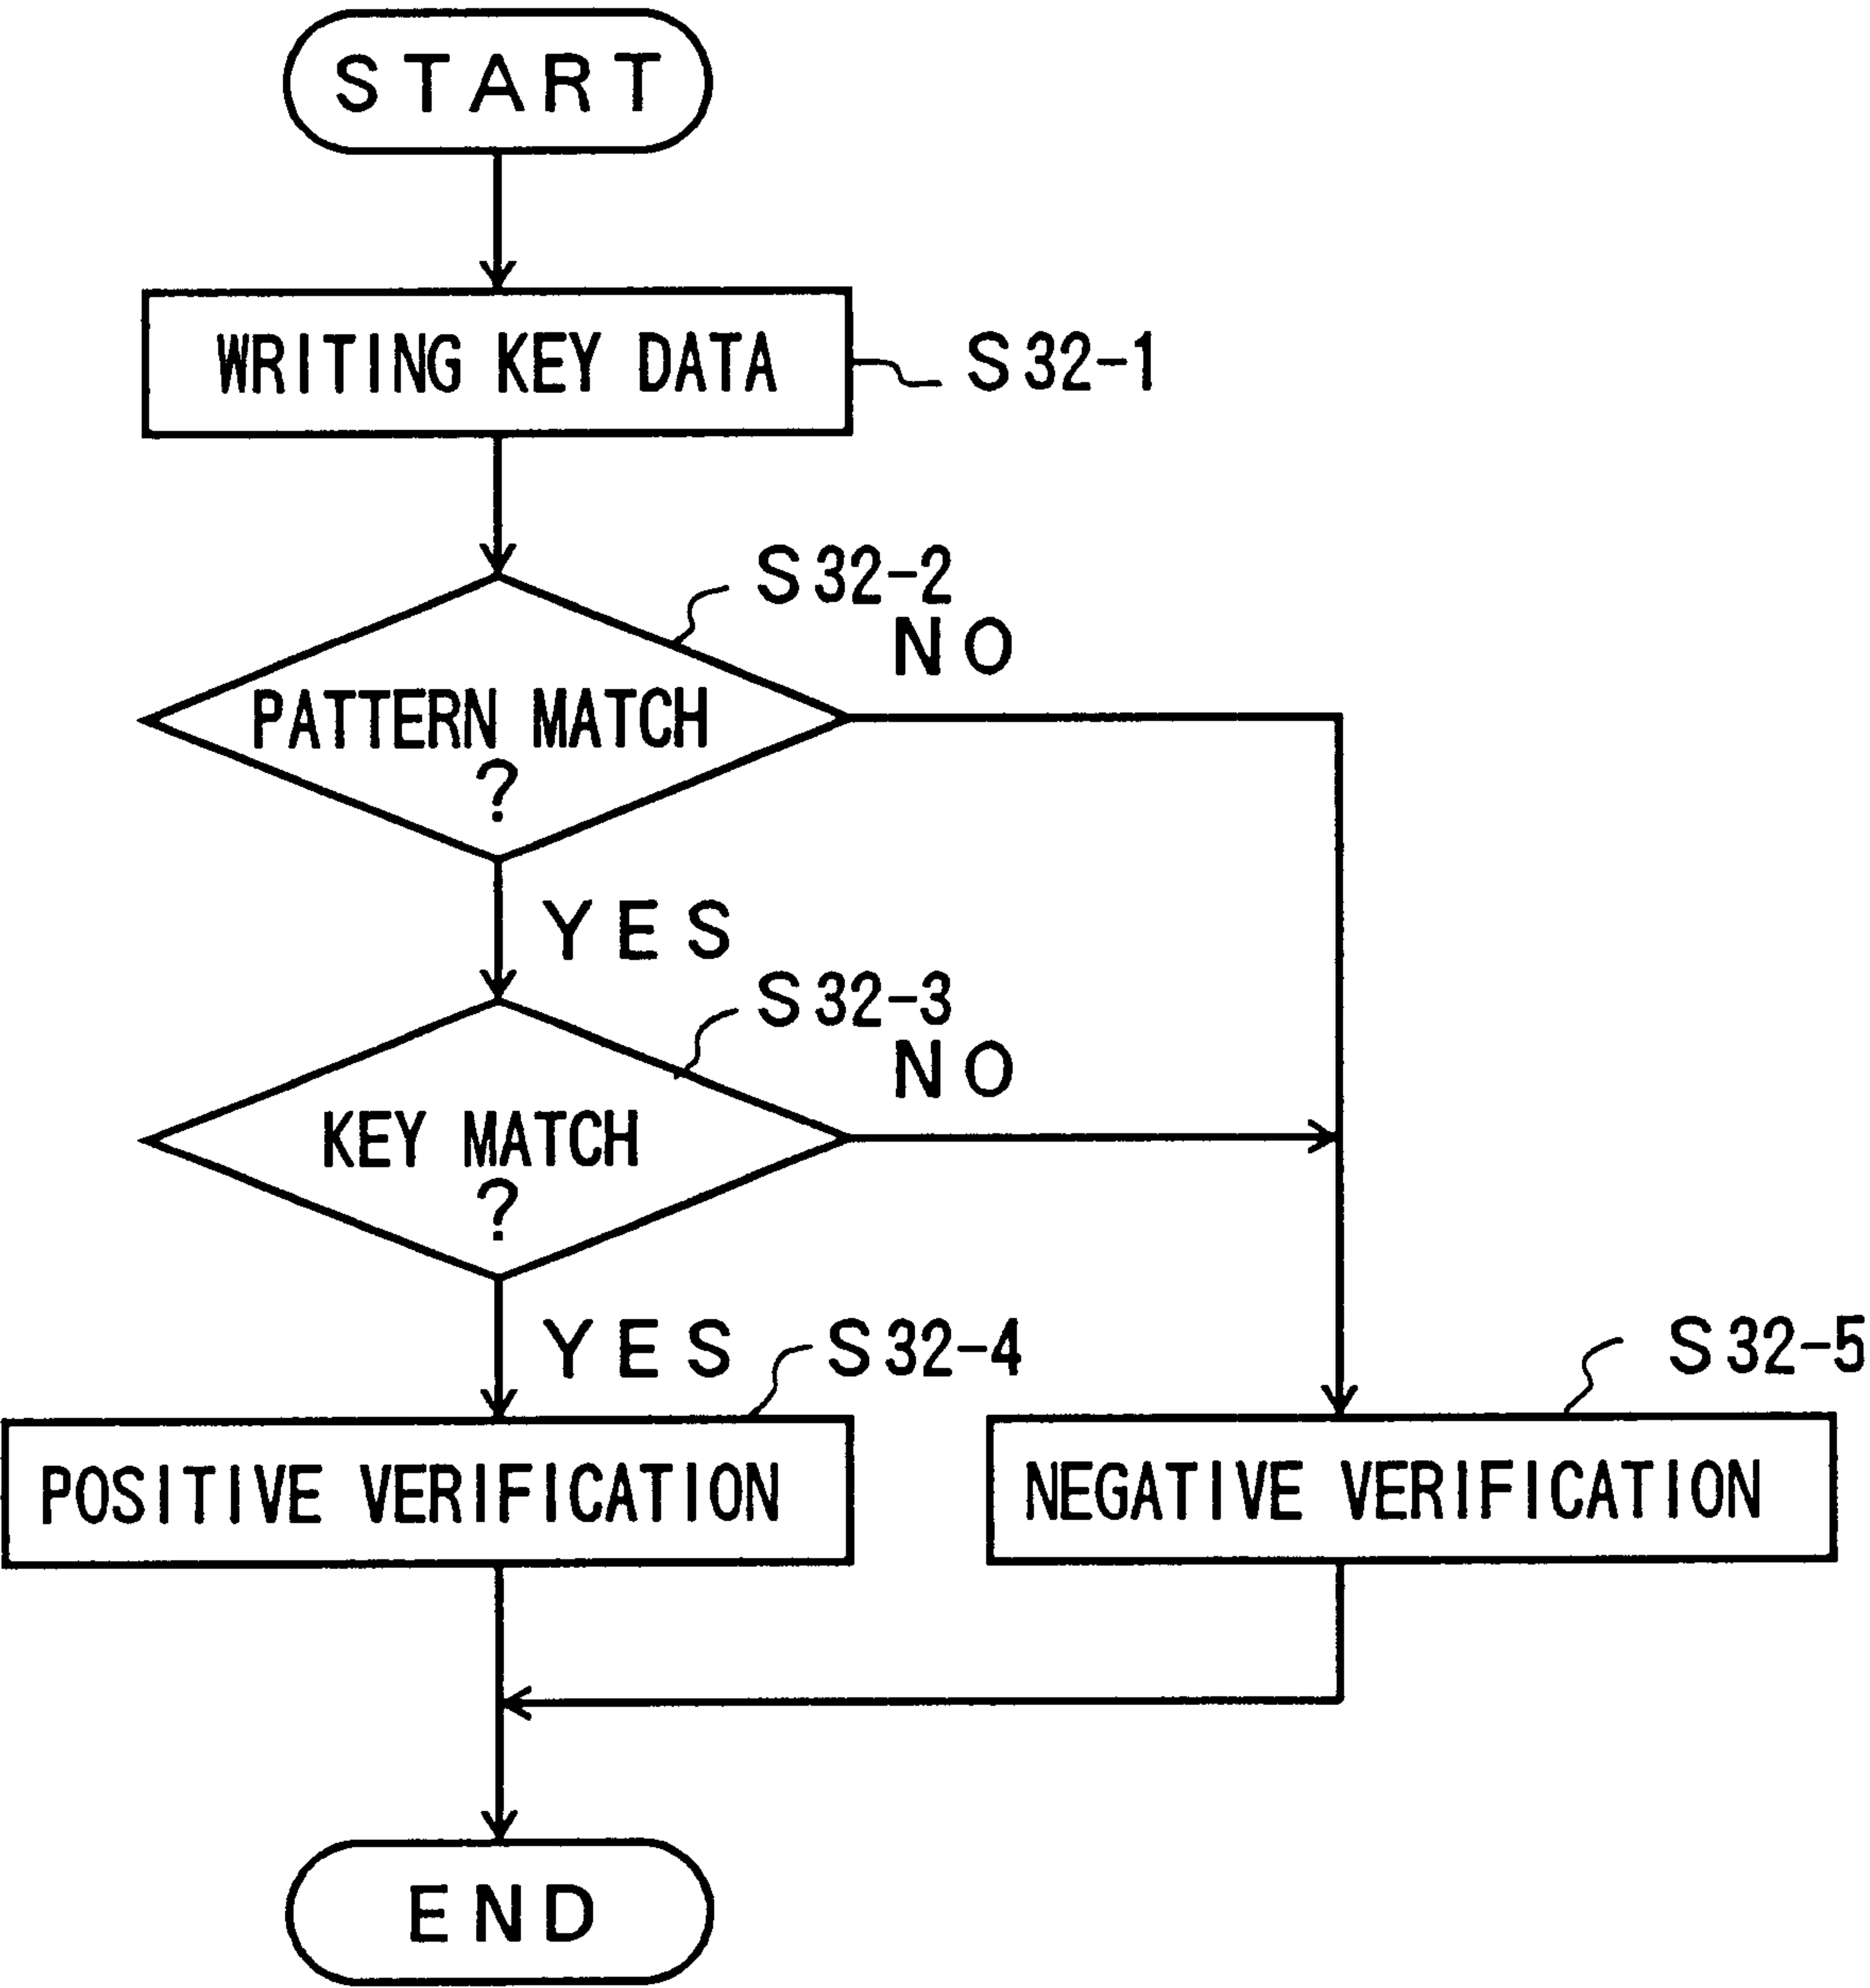 START
WRITING KEY DATA
S32-1
S32-2
NO
PATTERN MATCH
?
YES
S32-3
NO
KEY MATCH
?
YES
S32-4
S32-5
POSITIVE VERIFICATION
NEGATIVE VERIFICATION
END